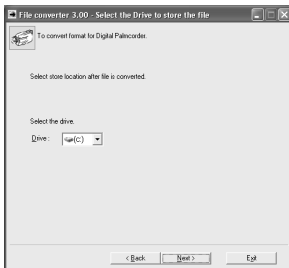 File converter 3.00 - Select the Drive to store the file
To convert format for Digital Palmcorder.
Select store location after file is converted.
Select the drive.
Drive : (c:)
< Back Next > Exit